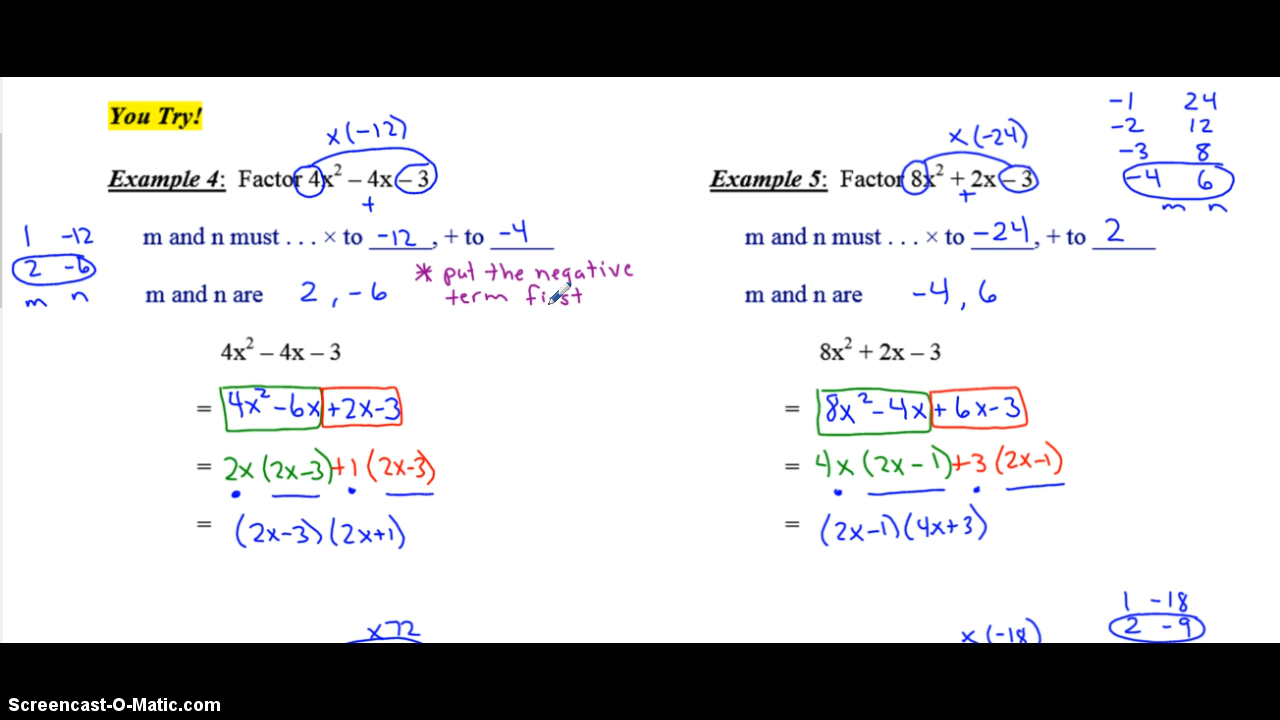 You Try!
x(-12)
Example 4: Factor 4x² – 4x – 3
+
1 -12
2 -6
m n
m and n must . . . × to -12 , + to -4
* put the negative
term first
m and n are 2 , -6
4x² – 4x – 3
= 4x² -6x +2x-3
= 2x (2x-3)+1 (2x-3)
= (2x-3)(2x+1)
x72
-1 24
-2 12
-3 8
-4 6
m n
x(-24)
Example 5: Factor 8x² + 2x – 3
+
m and n must . . . × to -24 , + to 2
m and n are -4 , 6
8x² + 2x – 3
= 8x² -4x + 6x -3
= 4x (2x -1)+3 (2x-1)
= (2x-1)(4x+3)
1 -18
2 -9
x(-18)
Screencast-O-Matic.com